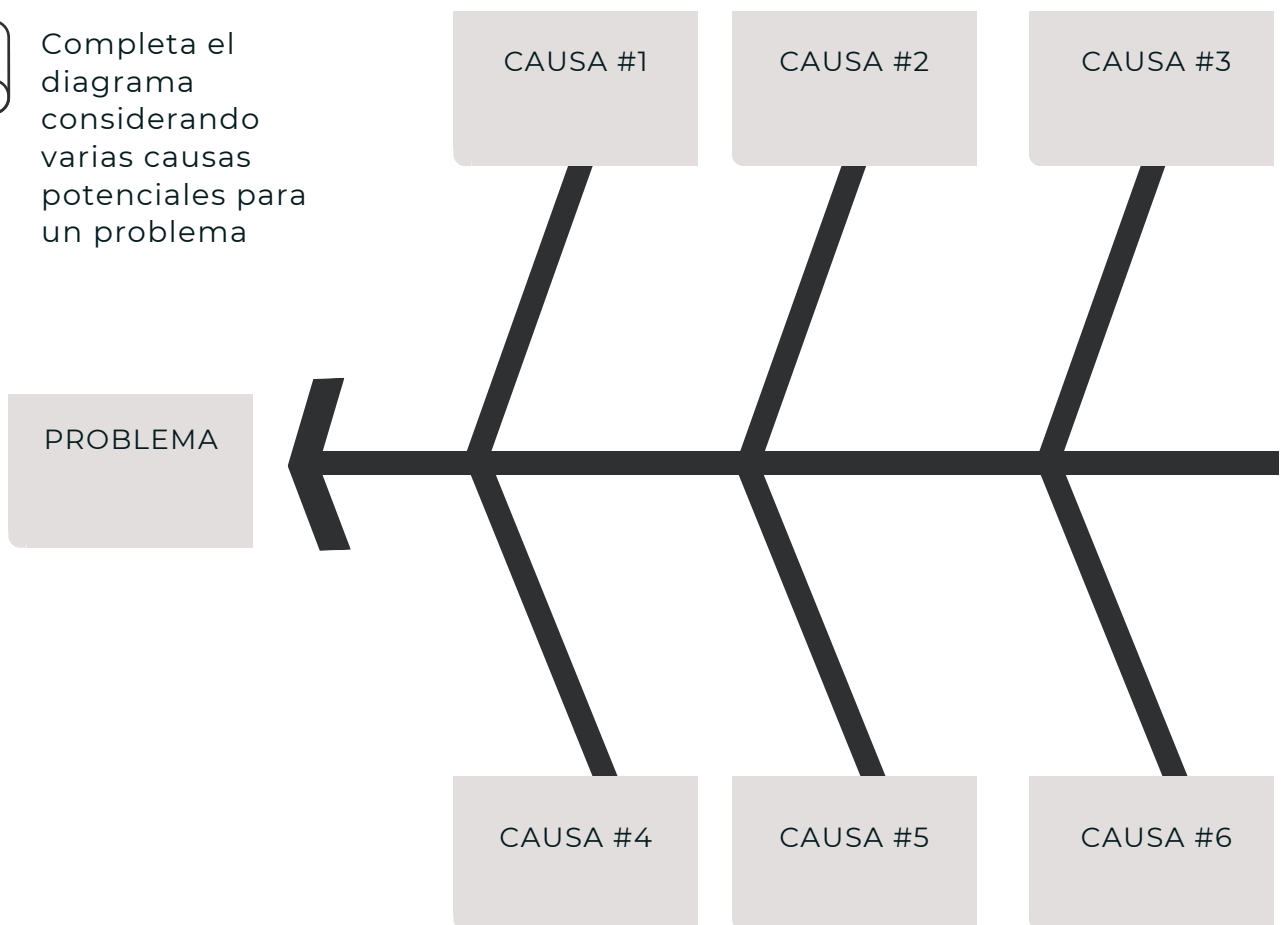 Completa el
diagrama
considerando
varias causas
potenciales para
un problema
CAUSA #1
CAUSA #2
CAUSA #3
PROBLEMA
CAUSA #4
CAUSA #5
CAUSA #6